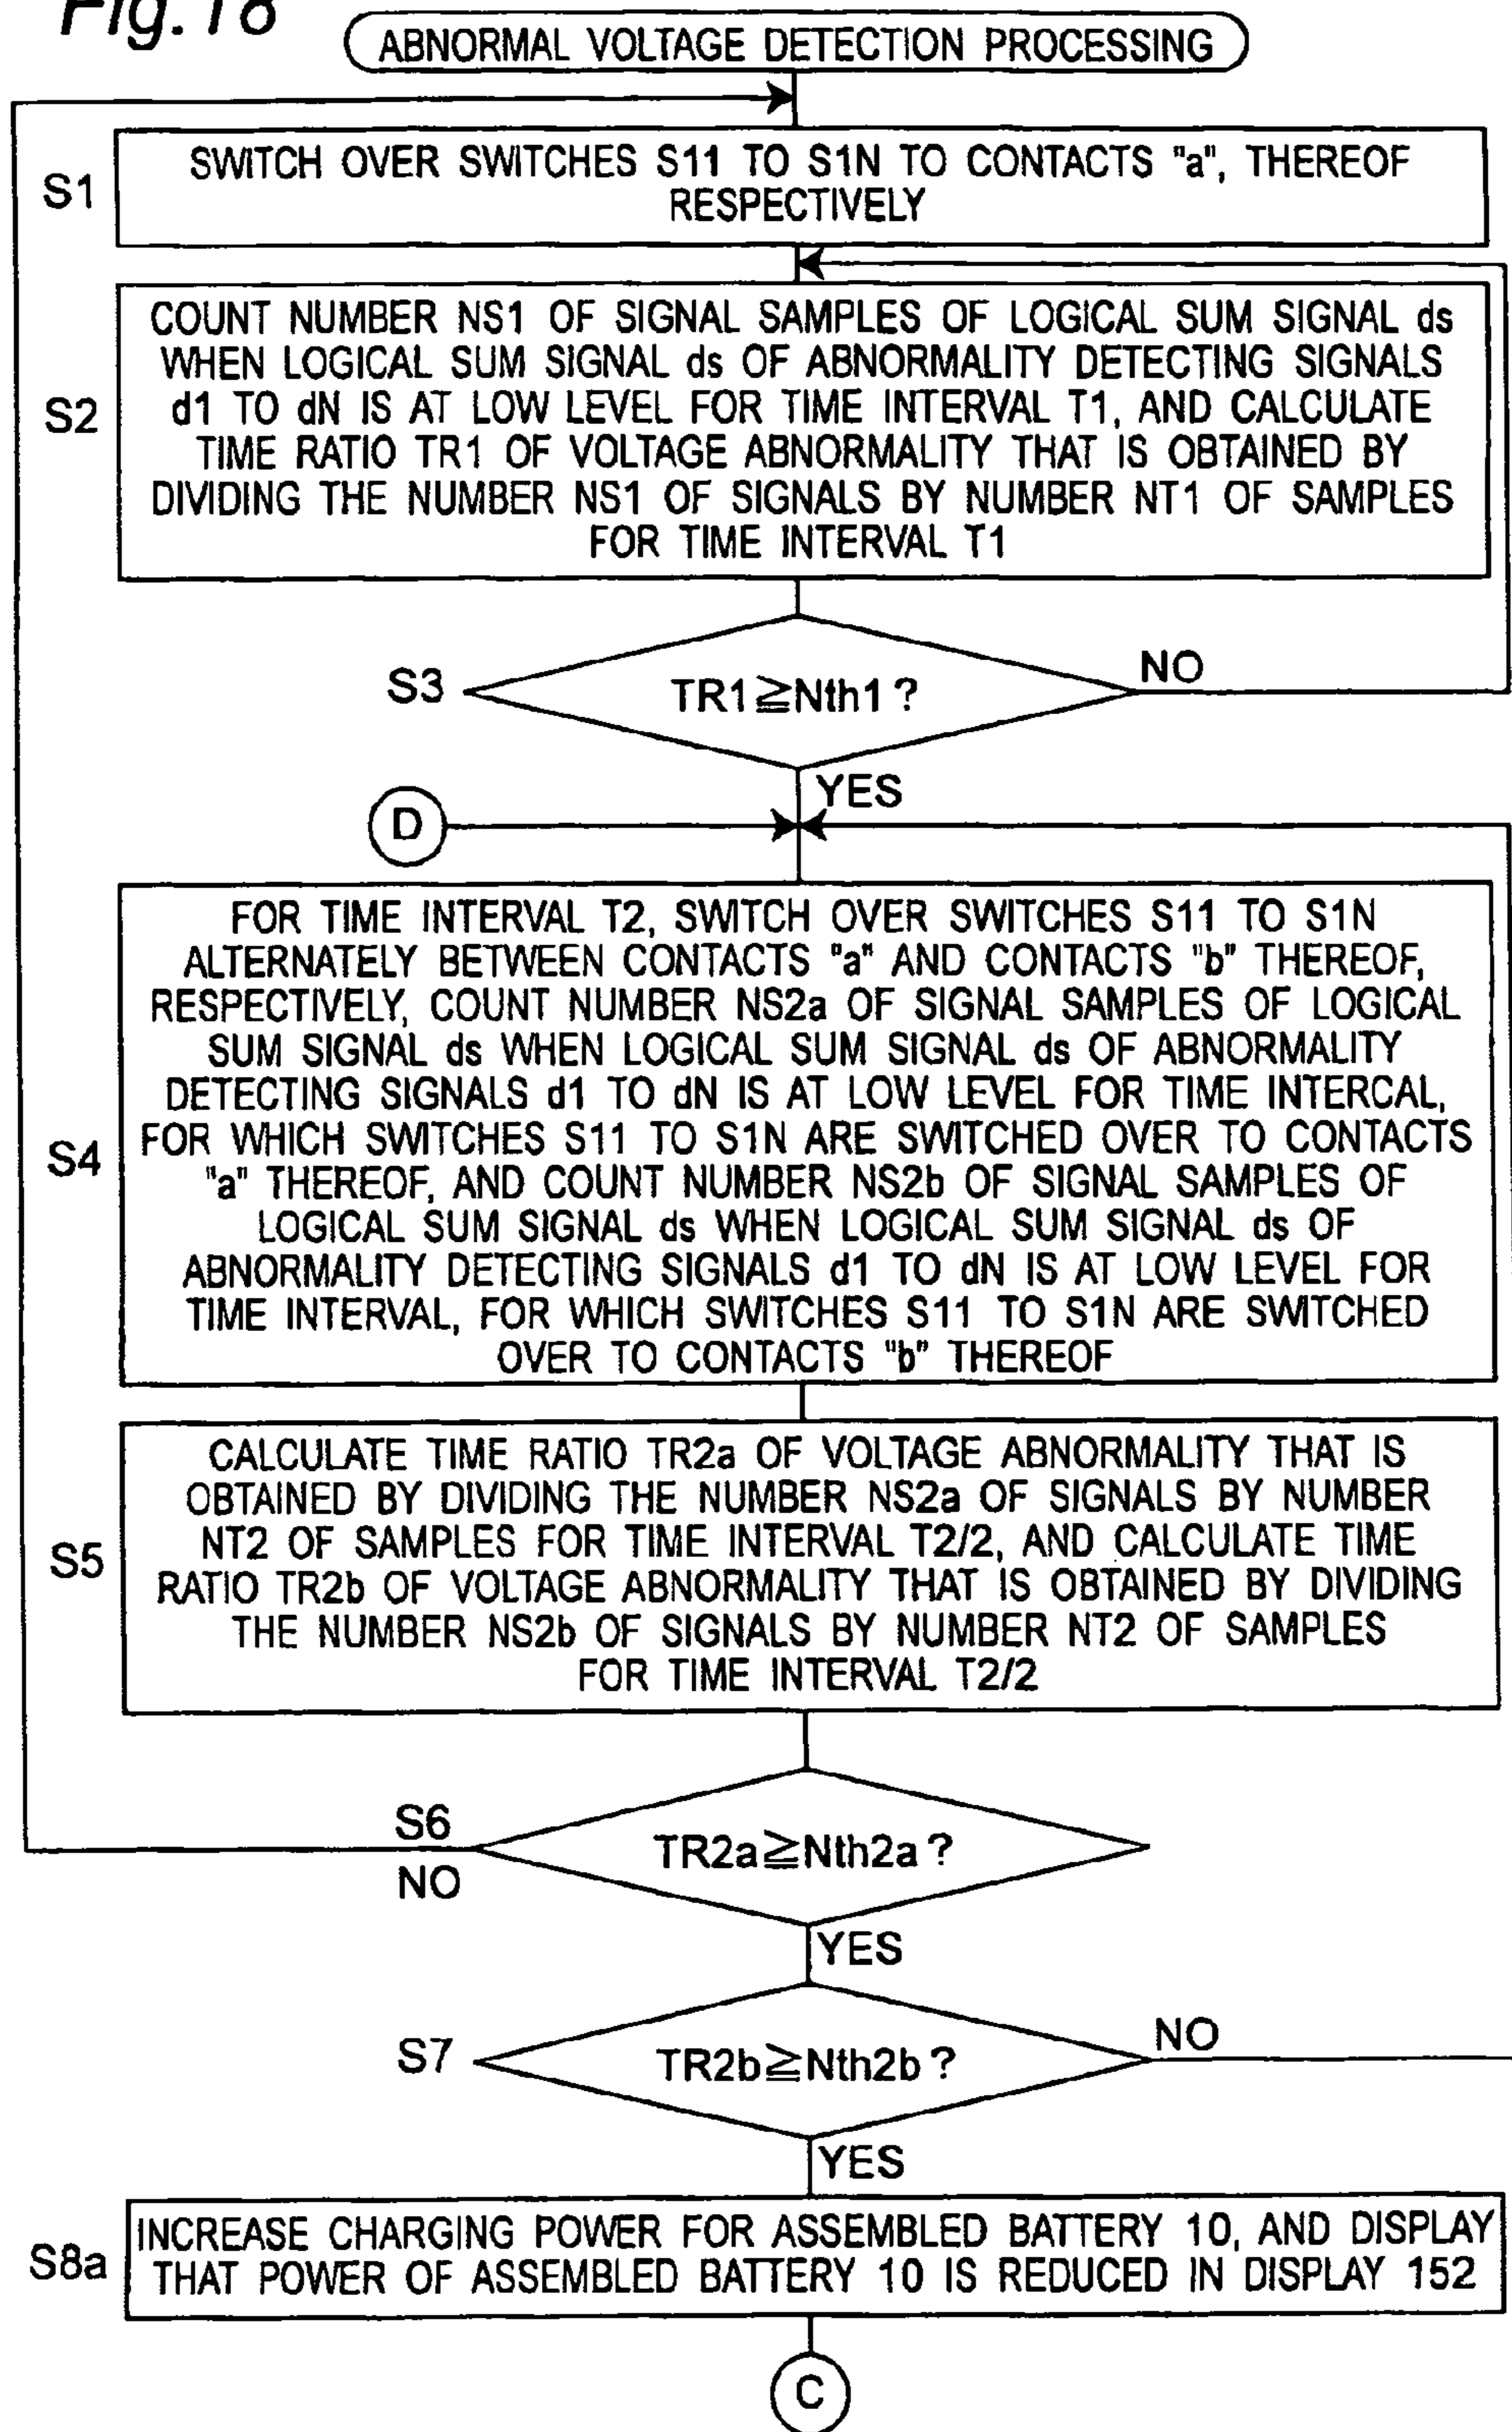 Fig. 18
ABNORMAL VOLTAGE DETECTION PROCESSING
S1
SWITCH OVER SWITCHES S11 TO S1N TO CONTACTS "a", THEREOF
RESPECTIVELY
S2
COUNT NUMBER NS1 OF SIGNAL SAMPLES OF LOGICAL SUM SIGNAL ds
WHEN LOGICAL SUM SIGNAL ds OF ABNORMALITY DETECTING SIGNALS
d1 TO dN IS AT LOW LEVEL FOR TIME INTERVAL T1, AND CALCULATE
TIME RATIO TR1 OF VOLTAGE ABNORMALITY THAT IS OBTAINED BY
DIVIDING THE NUMBER NS1 OF SIGNALS BY NUMBER NT1 OF SAMPLES
FOR TIME INTERVAL T1
S3
TR1≧Nth1?
NO
YES
D
S4
FOR TIME INTERVAL T2, SWITCH OVER SWITCHES S11 TO S1N
ALTERNATELY BETWEEN CONTACTS "a" AND CONTACTS "b" THEREOF,
RESPECTIVELY, COUNT NUMBER NS2a OF SIGNAL SAMPLES OF LOGICAL
SUM SIGNAL ds WHEN LOGICAL SUM SIGNAL ds OF ABNORMALITY
DETECTING SIGNALS d1 TO dN IS AT LOW LEVEL FOR TIME INTERCAL,
FOR WHICH SWITCHES S11 TO S1N ARE SWITCHED OVER TO CONTACTS
"a" THEREOF, AND COUNT NUMBER NS2b OF SIGNAL SAMPLES OF
LOGICAL SUM SIGNAL ds WHEN LOGICAL SUM SIGNAL ds OF
ABNORMALITY DETECTING SIGNALS d1 TO dN IS AT LOW LEVEL FOR
TIME INTERVAL, FOR WHICH SWITCHES S11 TO S1N ARE SWITCHED
OVER TO CONTACTS "b" THEREOF
S5
CALCULATE TIME RATIO TR2a OF VOLTAGE ABNORMALITY THAT IS
OBTAINED BY DIVIDING THE NUMBER NS2a OF SIGNALS BY NUMBER
NT2 OF SAMPLES FOR TIME INTERVAL T2/2, AND CALCULATE TIME
RATIO TR2b OF VOLTAGE ABNORMALITY THAT IS OBTAINED BY DIVIDING
THE NUMBER NS2b OF SIGNALS BY NUMBER NT2 OF SAMPLES
FOR TIME INTERVAL T2/2
S6
NO
TR2a≧Nth2a?
YES
S7
TR2b≧Nth2b?
NO
YES
S8a
INCREASE CHARGING POWER FOR ASSEMBLED BATTERY 10, AND DISPLAY
THAT POWER OF ASSEMBLED BATTERY 10 IS REDUCED IN DISPLAY 152
C